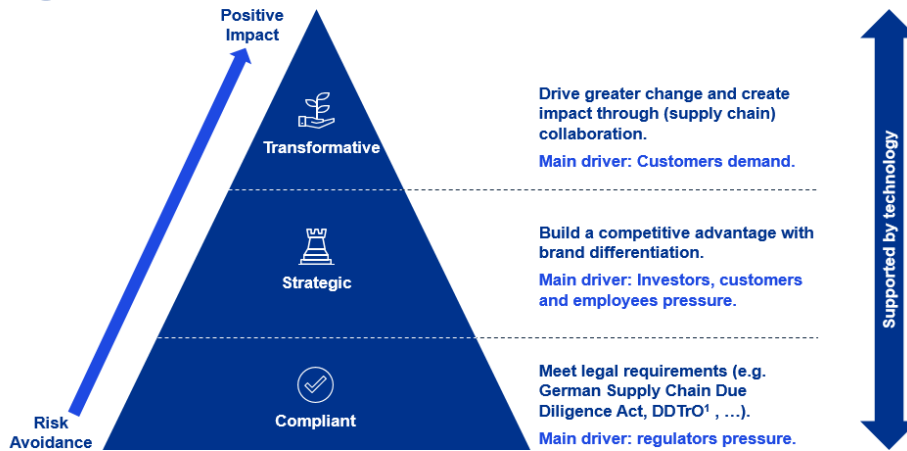 Positive
Impact
Transformative
Drive greater change and create
impact through (supply chain)
collaboration.
Main driver: Customers demand.
Strategic
Build a competitive advantage with
brand differentiation.
Main driver: Investors, customers
and employees pressure.
Compliant
Meet legal requirements (e.g.
German Supply Chain Due
Diligence Act, DDTrO¹ , …).
Main driver: regulators pressure.
Risk
Avoidance
Supported by technology